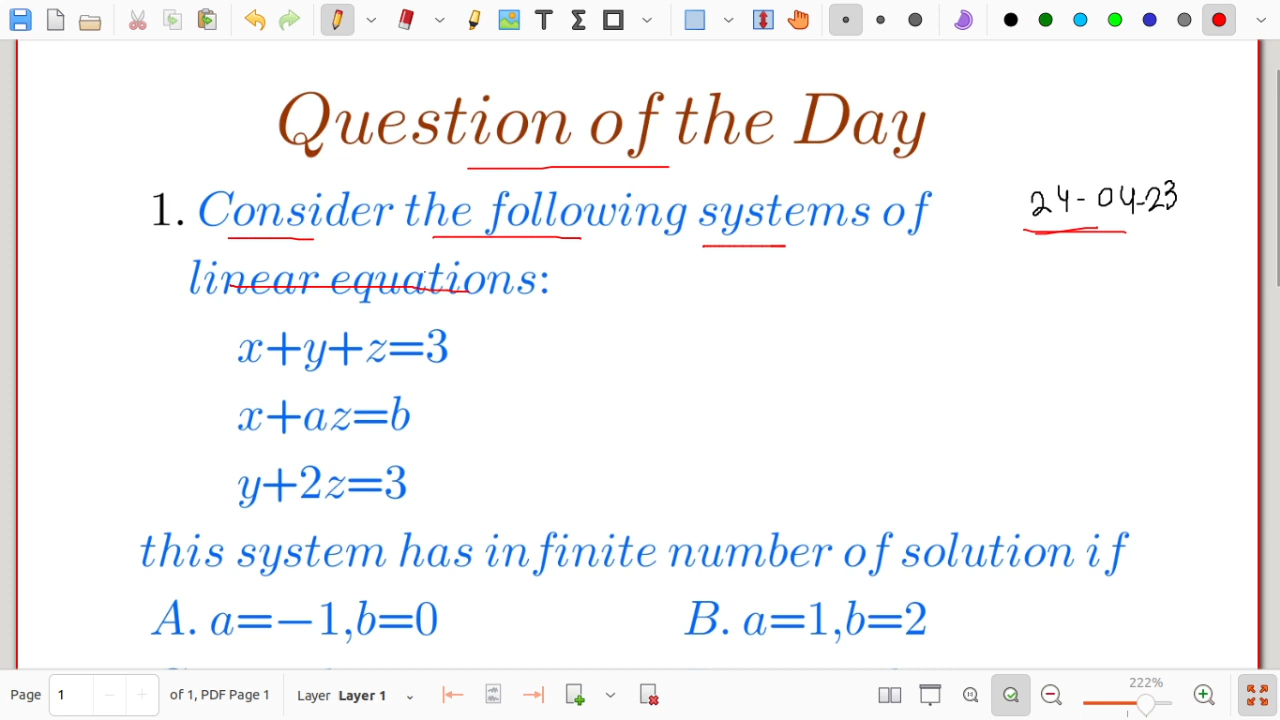 Question of the Day
1. Consider the following systems of
24-04-23
linear equations:
x+y+z=3
x+az=b
y+2z=3
this system has infinite number of solution if
A. a=−1,b=0 B. a=1,b=2
Page 1 of 1, PDF Page 1 Layer Layer 1 222%